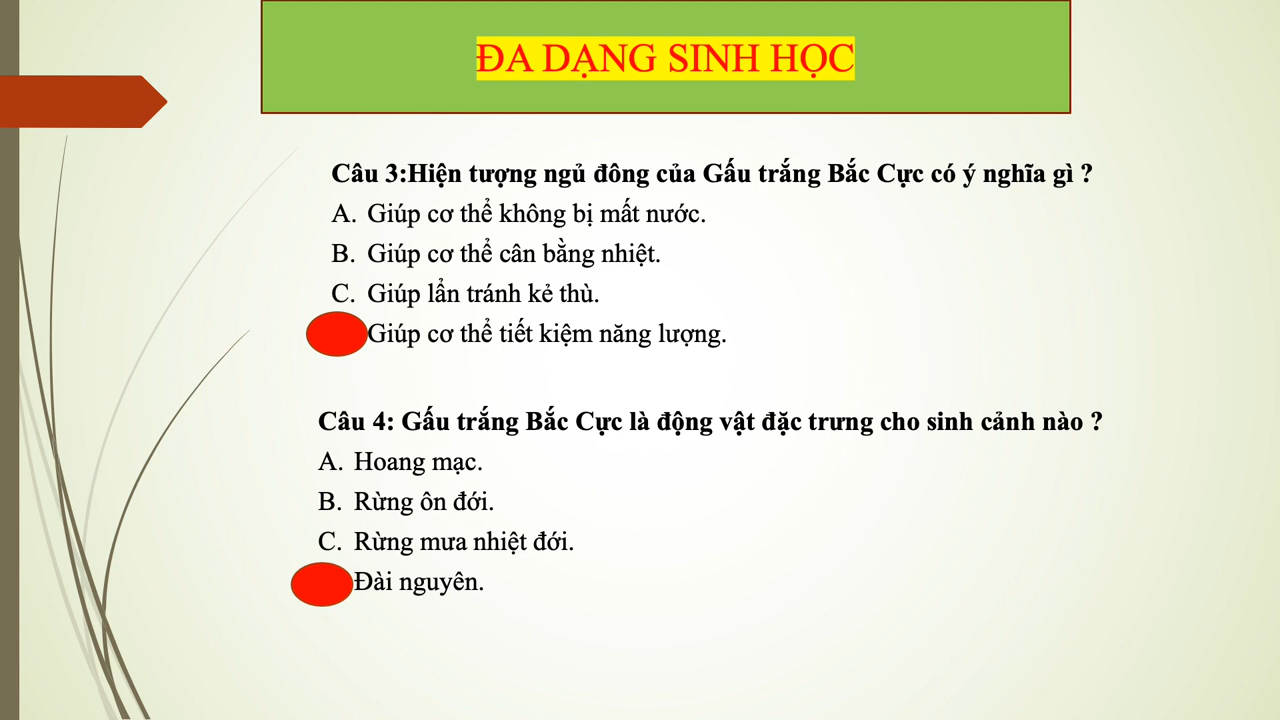 ĐA DẠNG SINH HỌC
Câu 3:Hiện tượng ngủ đông của Gấu trắng Bắc Cực có ý nghĩa gì ?
A. Giúp cơ thể không bị mất nước.
B. Giúp cơ thể cân bằng nhiệt.
C. Giúp lẩn tránh kẻ thù.
Giúp cơ thể tiết kiệm năng lượng.
Câu 4: Gấu trắng Bắc Cực là động vật đặc trưng cho sinh cảnh nào ?
A. Hoang mạc.
B. Rừng ôn đới.
C. Rừng mưa nhiệt đới.
Đài nguyên.